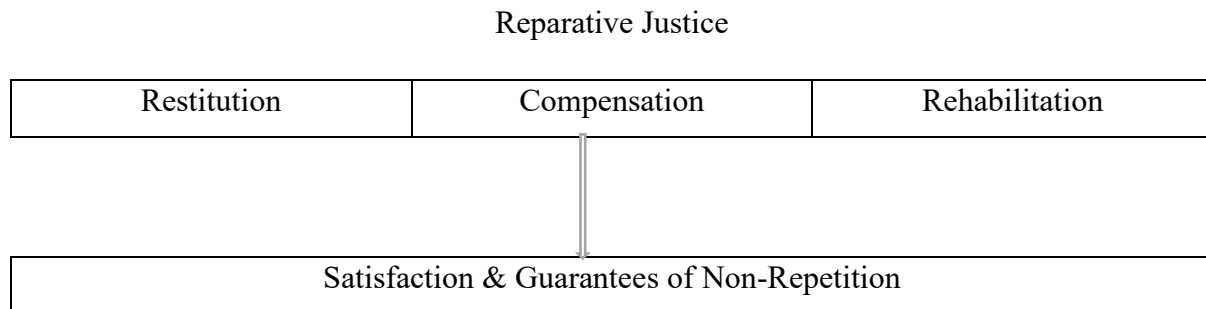 Reparative Justice
Restitution Compensation Rehabilitation
Satisfaction & Guarantees of Non-Repetition